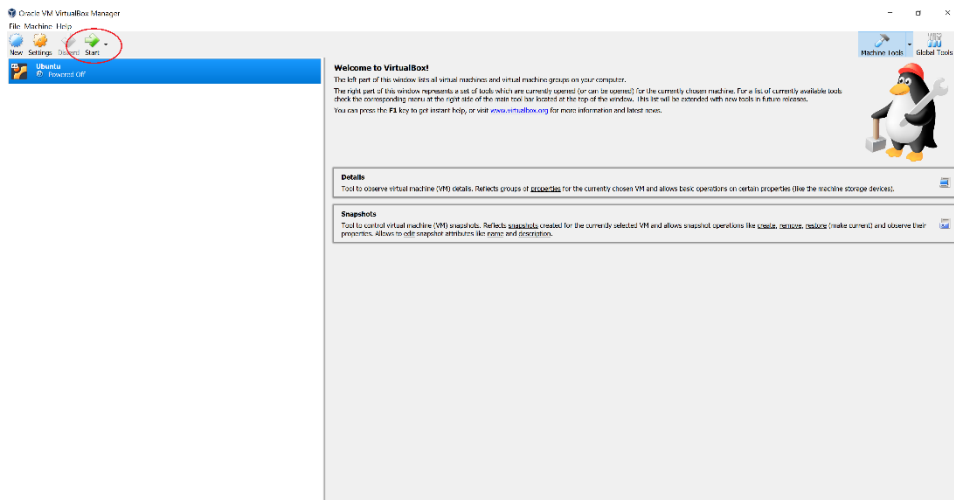 Oracle VM VirtualBox Manager
File Machine Help
New Settings Discard Start
Machine Tools Global Tools
Ubuntu
Powered Off
Welcome to VirtualBox!
The left part of this window lists all virtual machines and virtual machine groups on your computer.
The right part of this window represents a set of tools which are currently opened (or can be opened) for the currently chosen machine. For a list of currently available tools
check the corresponding menu at the right side of the main tool bar located at the top of the window. This list will be extended with new tools in future releases.
You can press the F1 key to get instant help, or visit www.virtualbox.org for more information and latest news.
Details
Tool to observe virtual machine (VM) details. Reflects groups of properties for the currently chosen VM and allows basic operations on certain properties (like the machine storage devices).
Snapshots
Tool to control virtual machine (VM) snapshots. Reflects snapshots created for the currently selected VM and allows snapshot operations like create, remove, restore (make current) and observe their
properties. Allows to edit snapshot attributes like name and description.